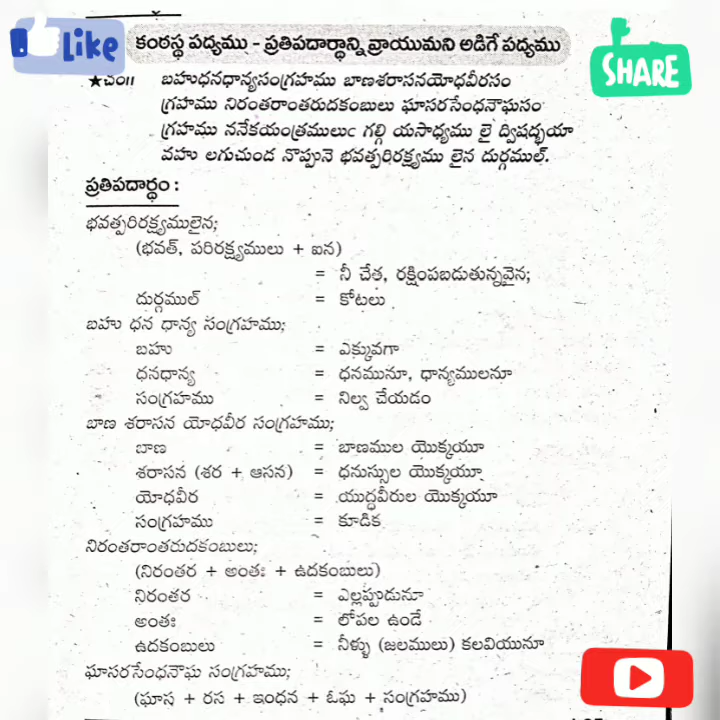 Like
కంఠస్థ పద్యము - ప్రతిపదార్థాన్ని వ్రాయుమని అడిగే పద్యము
SHARE
★చం॥ బహుధనధాన్యసంగ్రహము బాణశరాసనయోధవీరసం
గ్రహము నిరంతరాంతరుదకంబులు ఘాసరసేంధనౌఘసం
గ్రహము ననేకయంత్రములుఁ గల్గి యసాధ్యము లై ద్విషద్భయా
వహు లగుచుండ నొప్పునె భవత్పరిరక్ష్యము లైన దుర్గముల్.
ప్రతిపదార్థం :
భవత్పరిరక్ష్యములైన;
(భవత్, పరిరక్ష్యములు + ఐన)
= నీ చేత, రక్షింపబడుతున్నవైన;
దుర్గముల్ = కోటలు
బహు ధన ధాన్య సంగ్రహము;
బహు = ఎక్కువగా
ధనధాన్య = ధనమునూ, ధాన్యములనూ
సంగ్రహము = నిల్వ చేయడం
బాణ శరాసన యోధవీర సంగ్రహము;
బాణ = బాణముల యొక్కయూ
శరాసన (శర + ఆసన) = ధనుస్సుల యొక్కయూ
యోధవీర = యుద్ధవీరుల యొక్కయూ
సంగ్రహము = కూడిక
నిరంతరాంతరుదకంబులు;
(నిరంతర + అంతః + ఉదకంబులు)
నిరంతర = ఎల్లప్పుడునూ
అంతః = లోపల ఉండే
ఉదకంబులు = నీళ్ళు (జలములు) కలవియునూ
ఘాసరసేంధనౌఘ సంగ్రహము;
(ఘాస + రస + ఇంధన + ఓఘ + సంగ్రహము)